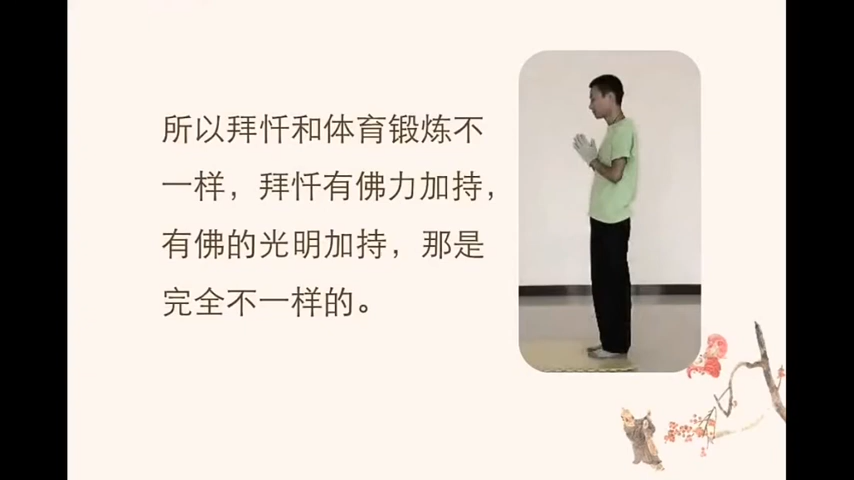 所以拜忏和体育锻炼不
一样，拜忏有佛力加持，
有佛的光明加持，那是
完全不一样的。